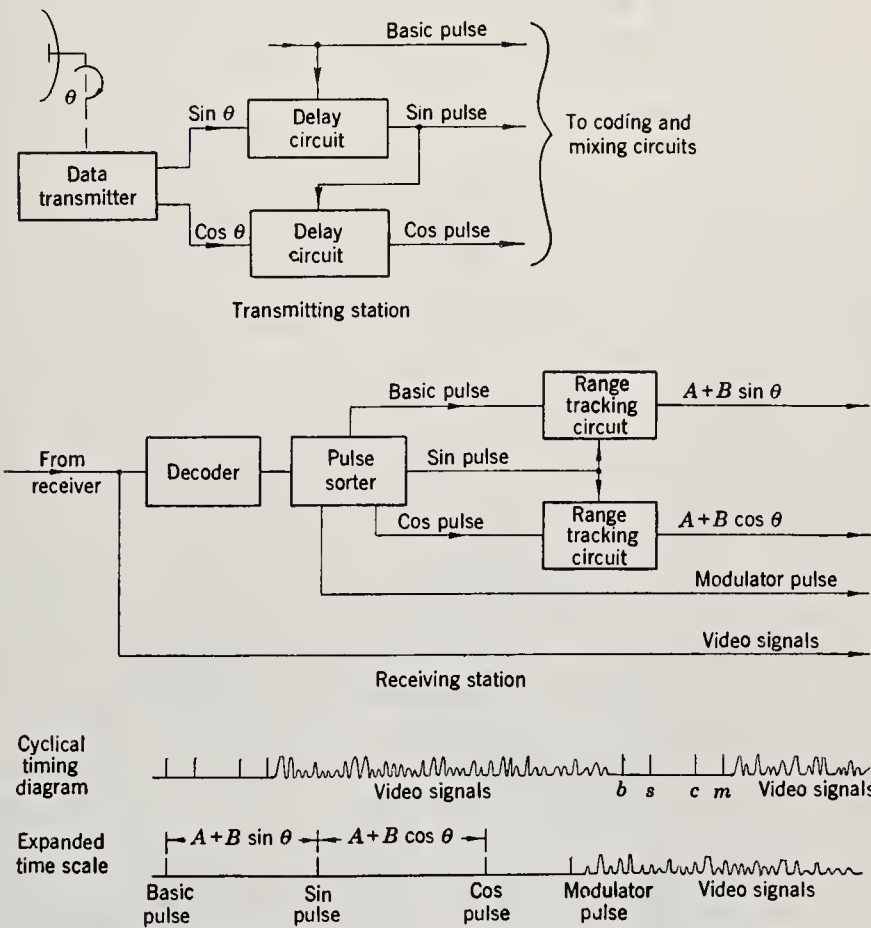 Basic pulse
θ
Sin θ
Delay
circuit
Sin pulse
To coding and
mixing circuits
Data
transmitter
Cos θ
Delay
circuit
Cos pulse
Transmitting station
Basic pulse
Range
tracking
circuit
A+B sin θ
From
receiver
Decoder
Pulse
sorter
Sin pulse
Cos pulse
Range
tracking
circuit
A+B cos θ
Modulator pulse
Video signals
Receiving station
Cyclical
timing
diagram
Video signals
b s c m Video signals
Expanded
time scale
A+B sin θ A+B cos θ
Basic
pulse
Sin
pulse
Cos
pulse
Modulator
pulse
Video signals